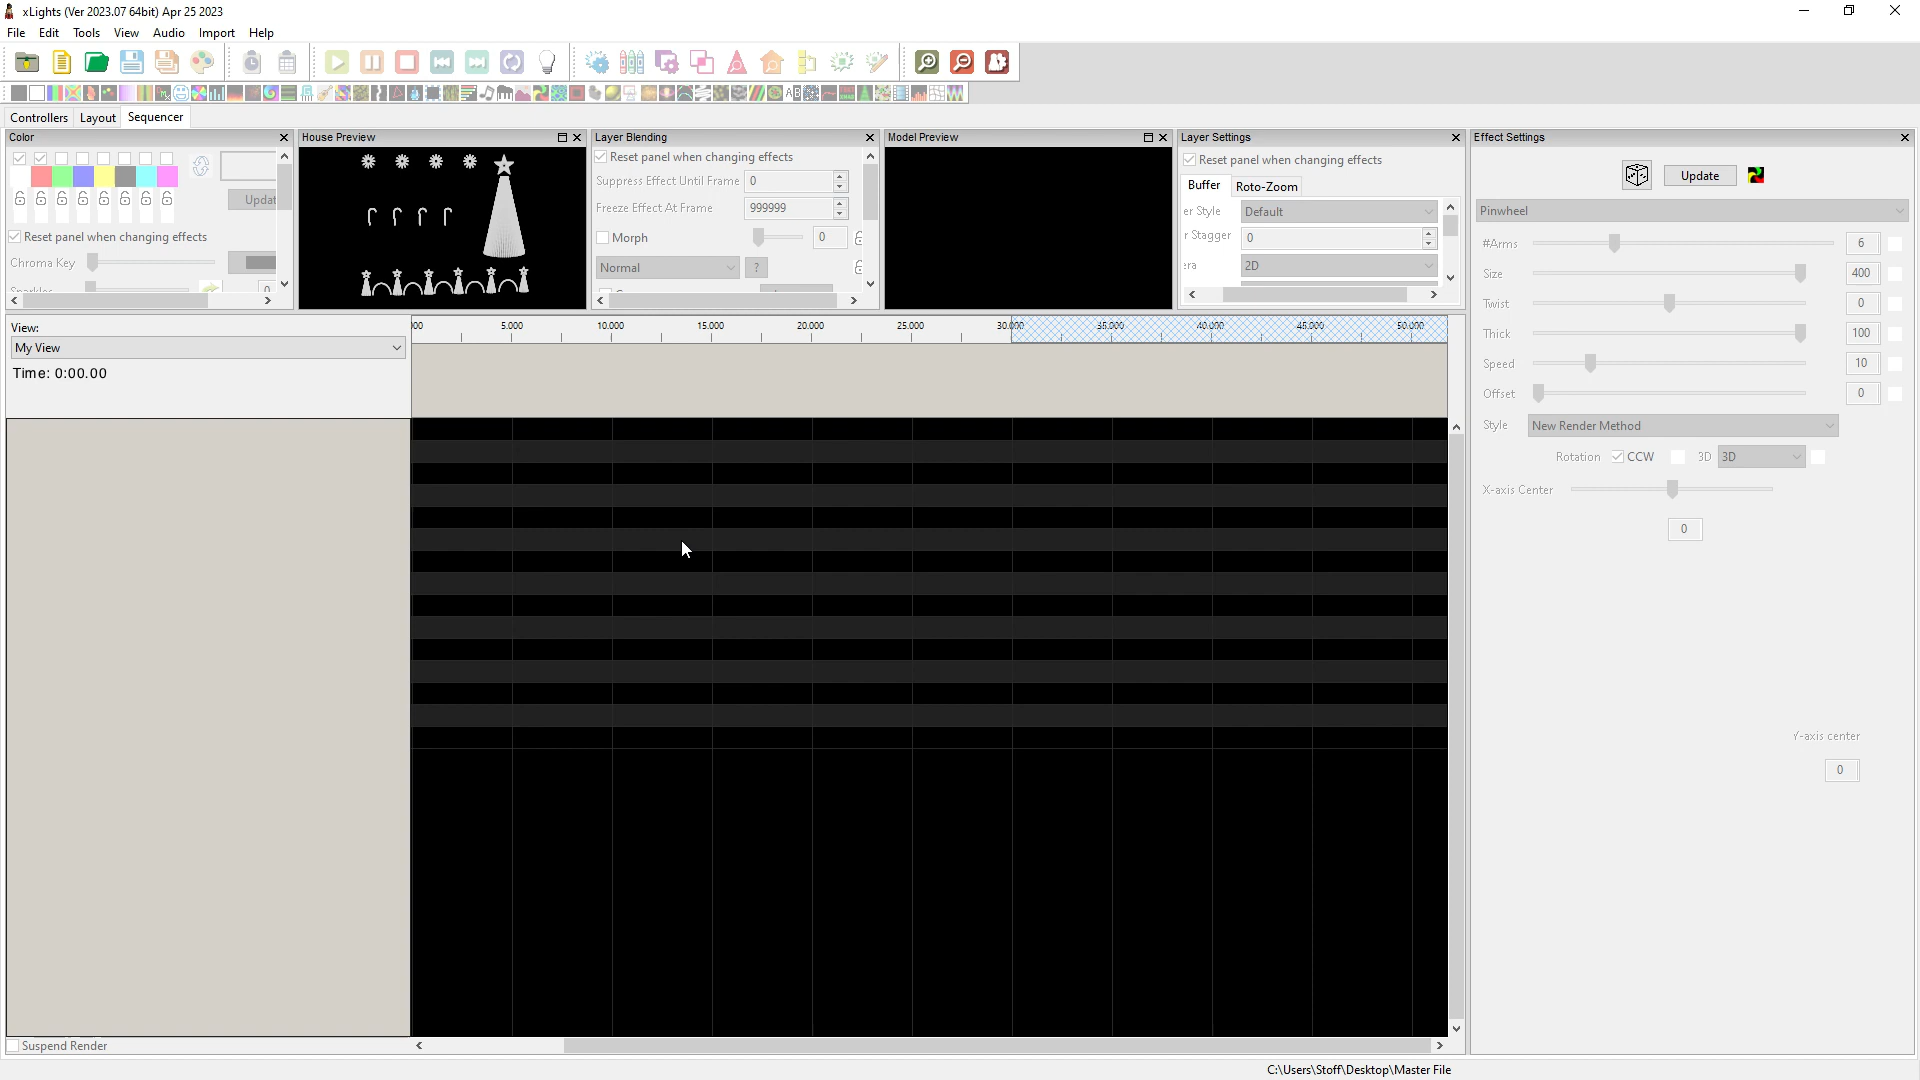 xLights (Ver 2023.07 64bit) Apr 25 2023
File Edit Tools View Audio Import Help
Controllers Layout Sequencer
Color
Updat
Reset panel when changing effects
Chroma Key
0
House Preview
Layer Blending
Reset panel when changing effects
Suppress Effect Until Frame 0
Freeze Effect At Frame 999999
Morph 0
Normal ?
Model Preview
Layer Settings
Reset panel when changing effects
Buffer Roto-Zoom
er Style Default
r Stagger 0
era 2D
Effect Settings
Update
Pinwheel
#Arms 6
Size 400
Twist 0
Thick 100
Speed 10
Offset 0
Style New Render Method
Rotation CCW 3D 3D
X-axis Center
0
Y-axis center
0
View:
My View
Time: 0:00.00
00 5.000 10.000 15.000 20.000 25.000 30.000 35.000 40.000 45.000 50.000
Suspend Render
C:\Users\Stoff\Desktop\Master File